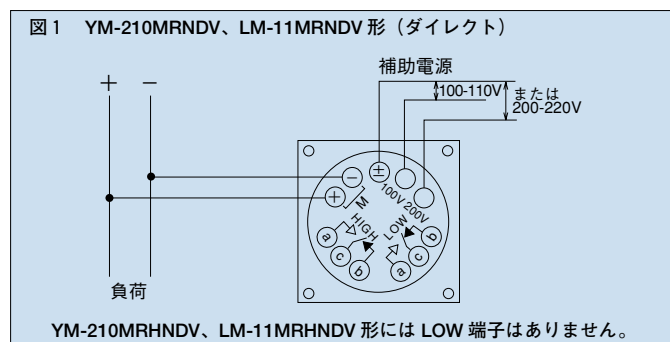 図1 YM-210MRNDV、LM-11MRNDV 形（ダイレクト）
+ −
補助電源
100-110V
または
200-220V
− ± 
+ M 100V 200V
HIGH LOW
a c b a c b
負荷
YM-210MRHNDV、LM-11MRHNDV 形には LOW 端子はありません。